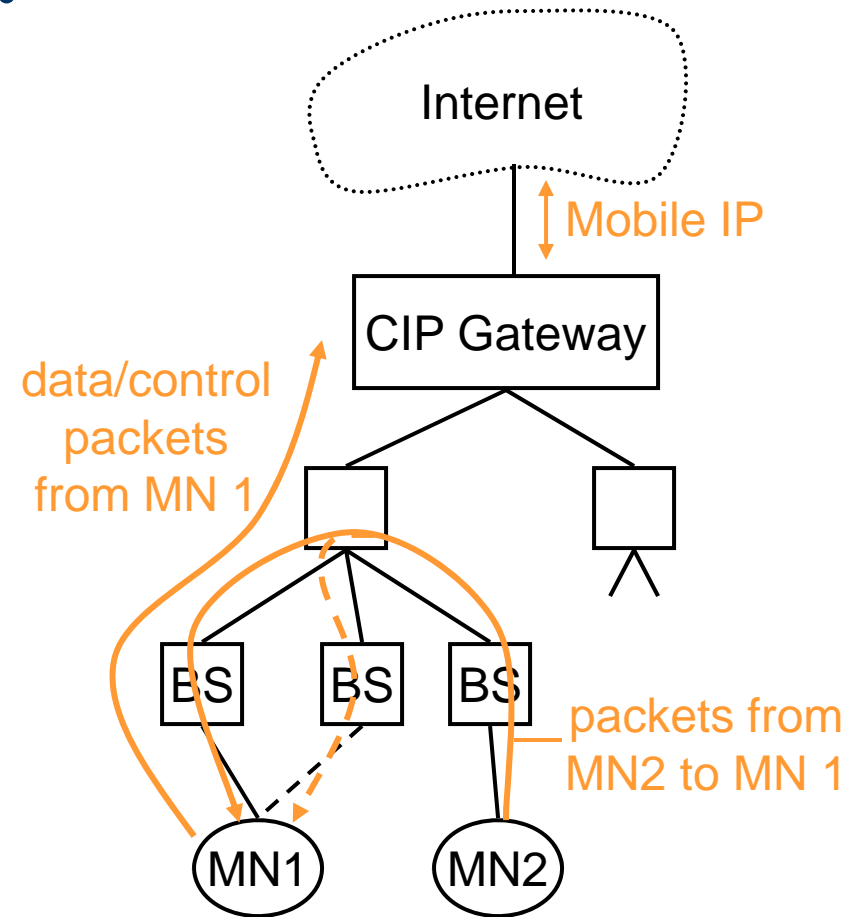 Internet
Mobile IP
CIP Gateway
data/control
packets
from MN 1
BS
BS
BS
packets from
MN2 to MN 1
MN1
MN2